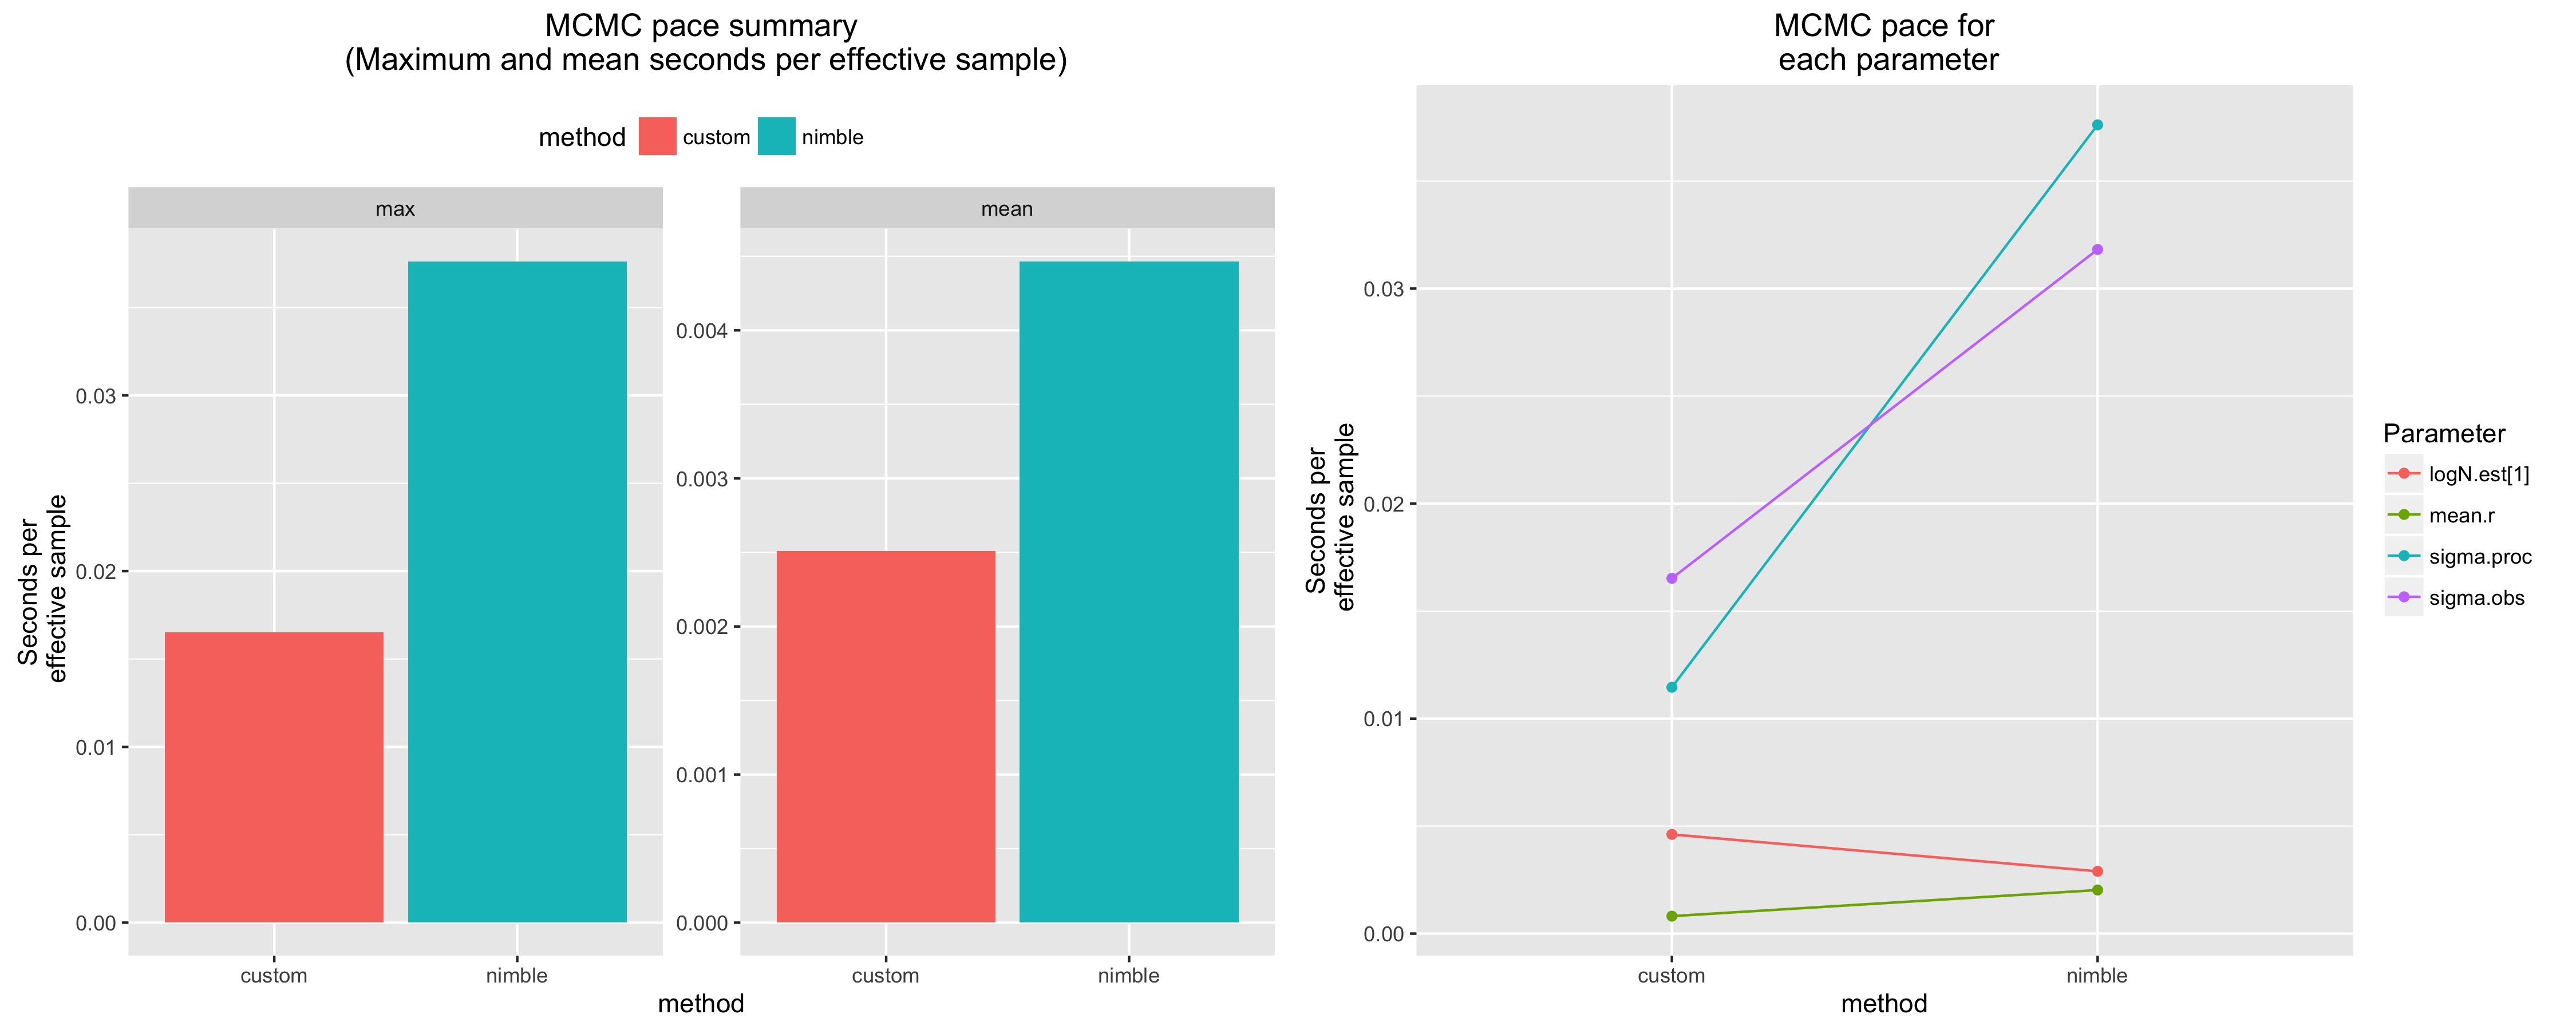 MCMC pace summary
(Maximum and mean seconds per effective sample)
method custom nimble
max
mean
Seconds per
effective sample
0.03
0.02
0.01
0.00
0.004
0.003
0.002
0.001
0.000
custom
nimble
custom
nimble
method
MCMC pace for
each parameter
Seconds per
effective sample
0.03
0.02
0.01
0.00
custom
nimble
method
Parameter
logN.est[1]
mean.r
sigma.proc
sigma.obs